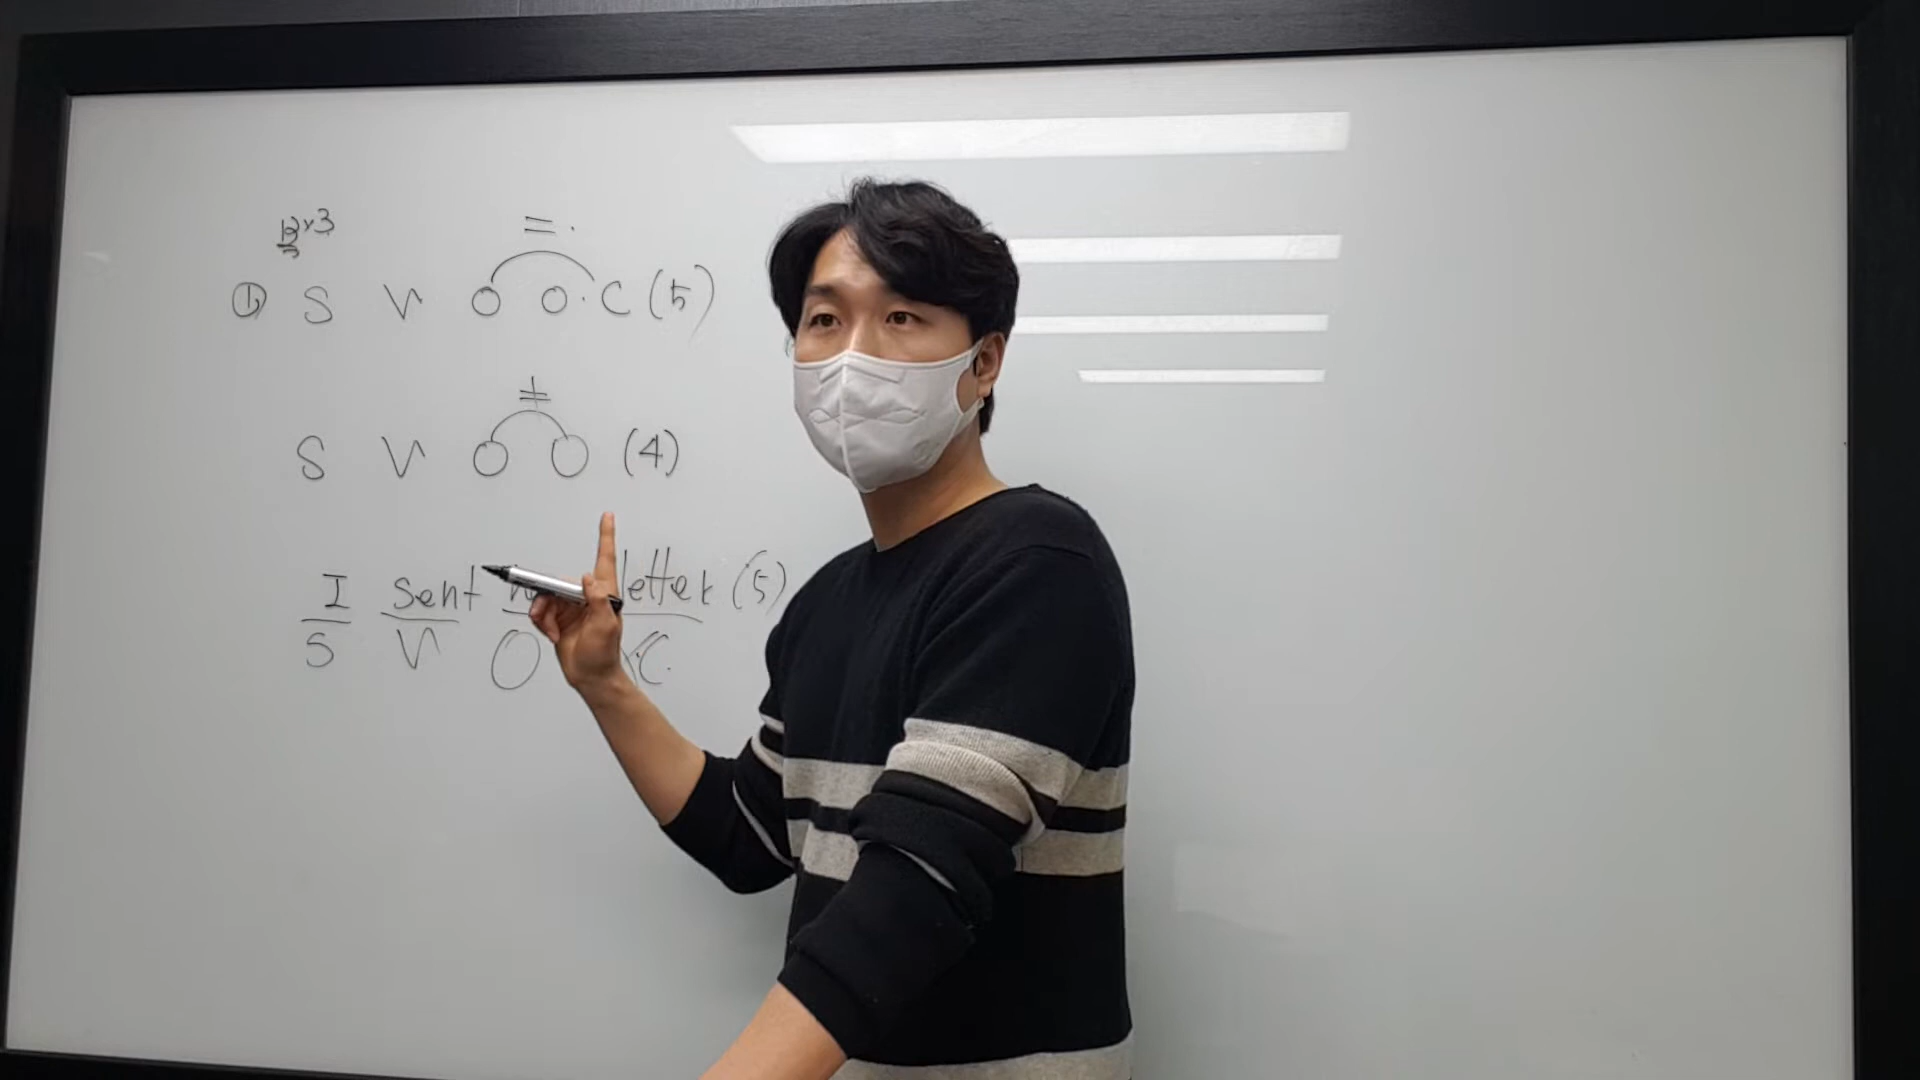 ① S V O O.C (5)
=
≠
S V O O (4)
I sent letter (5)
S V O C